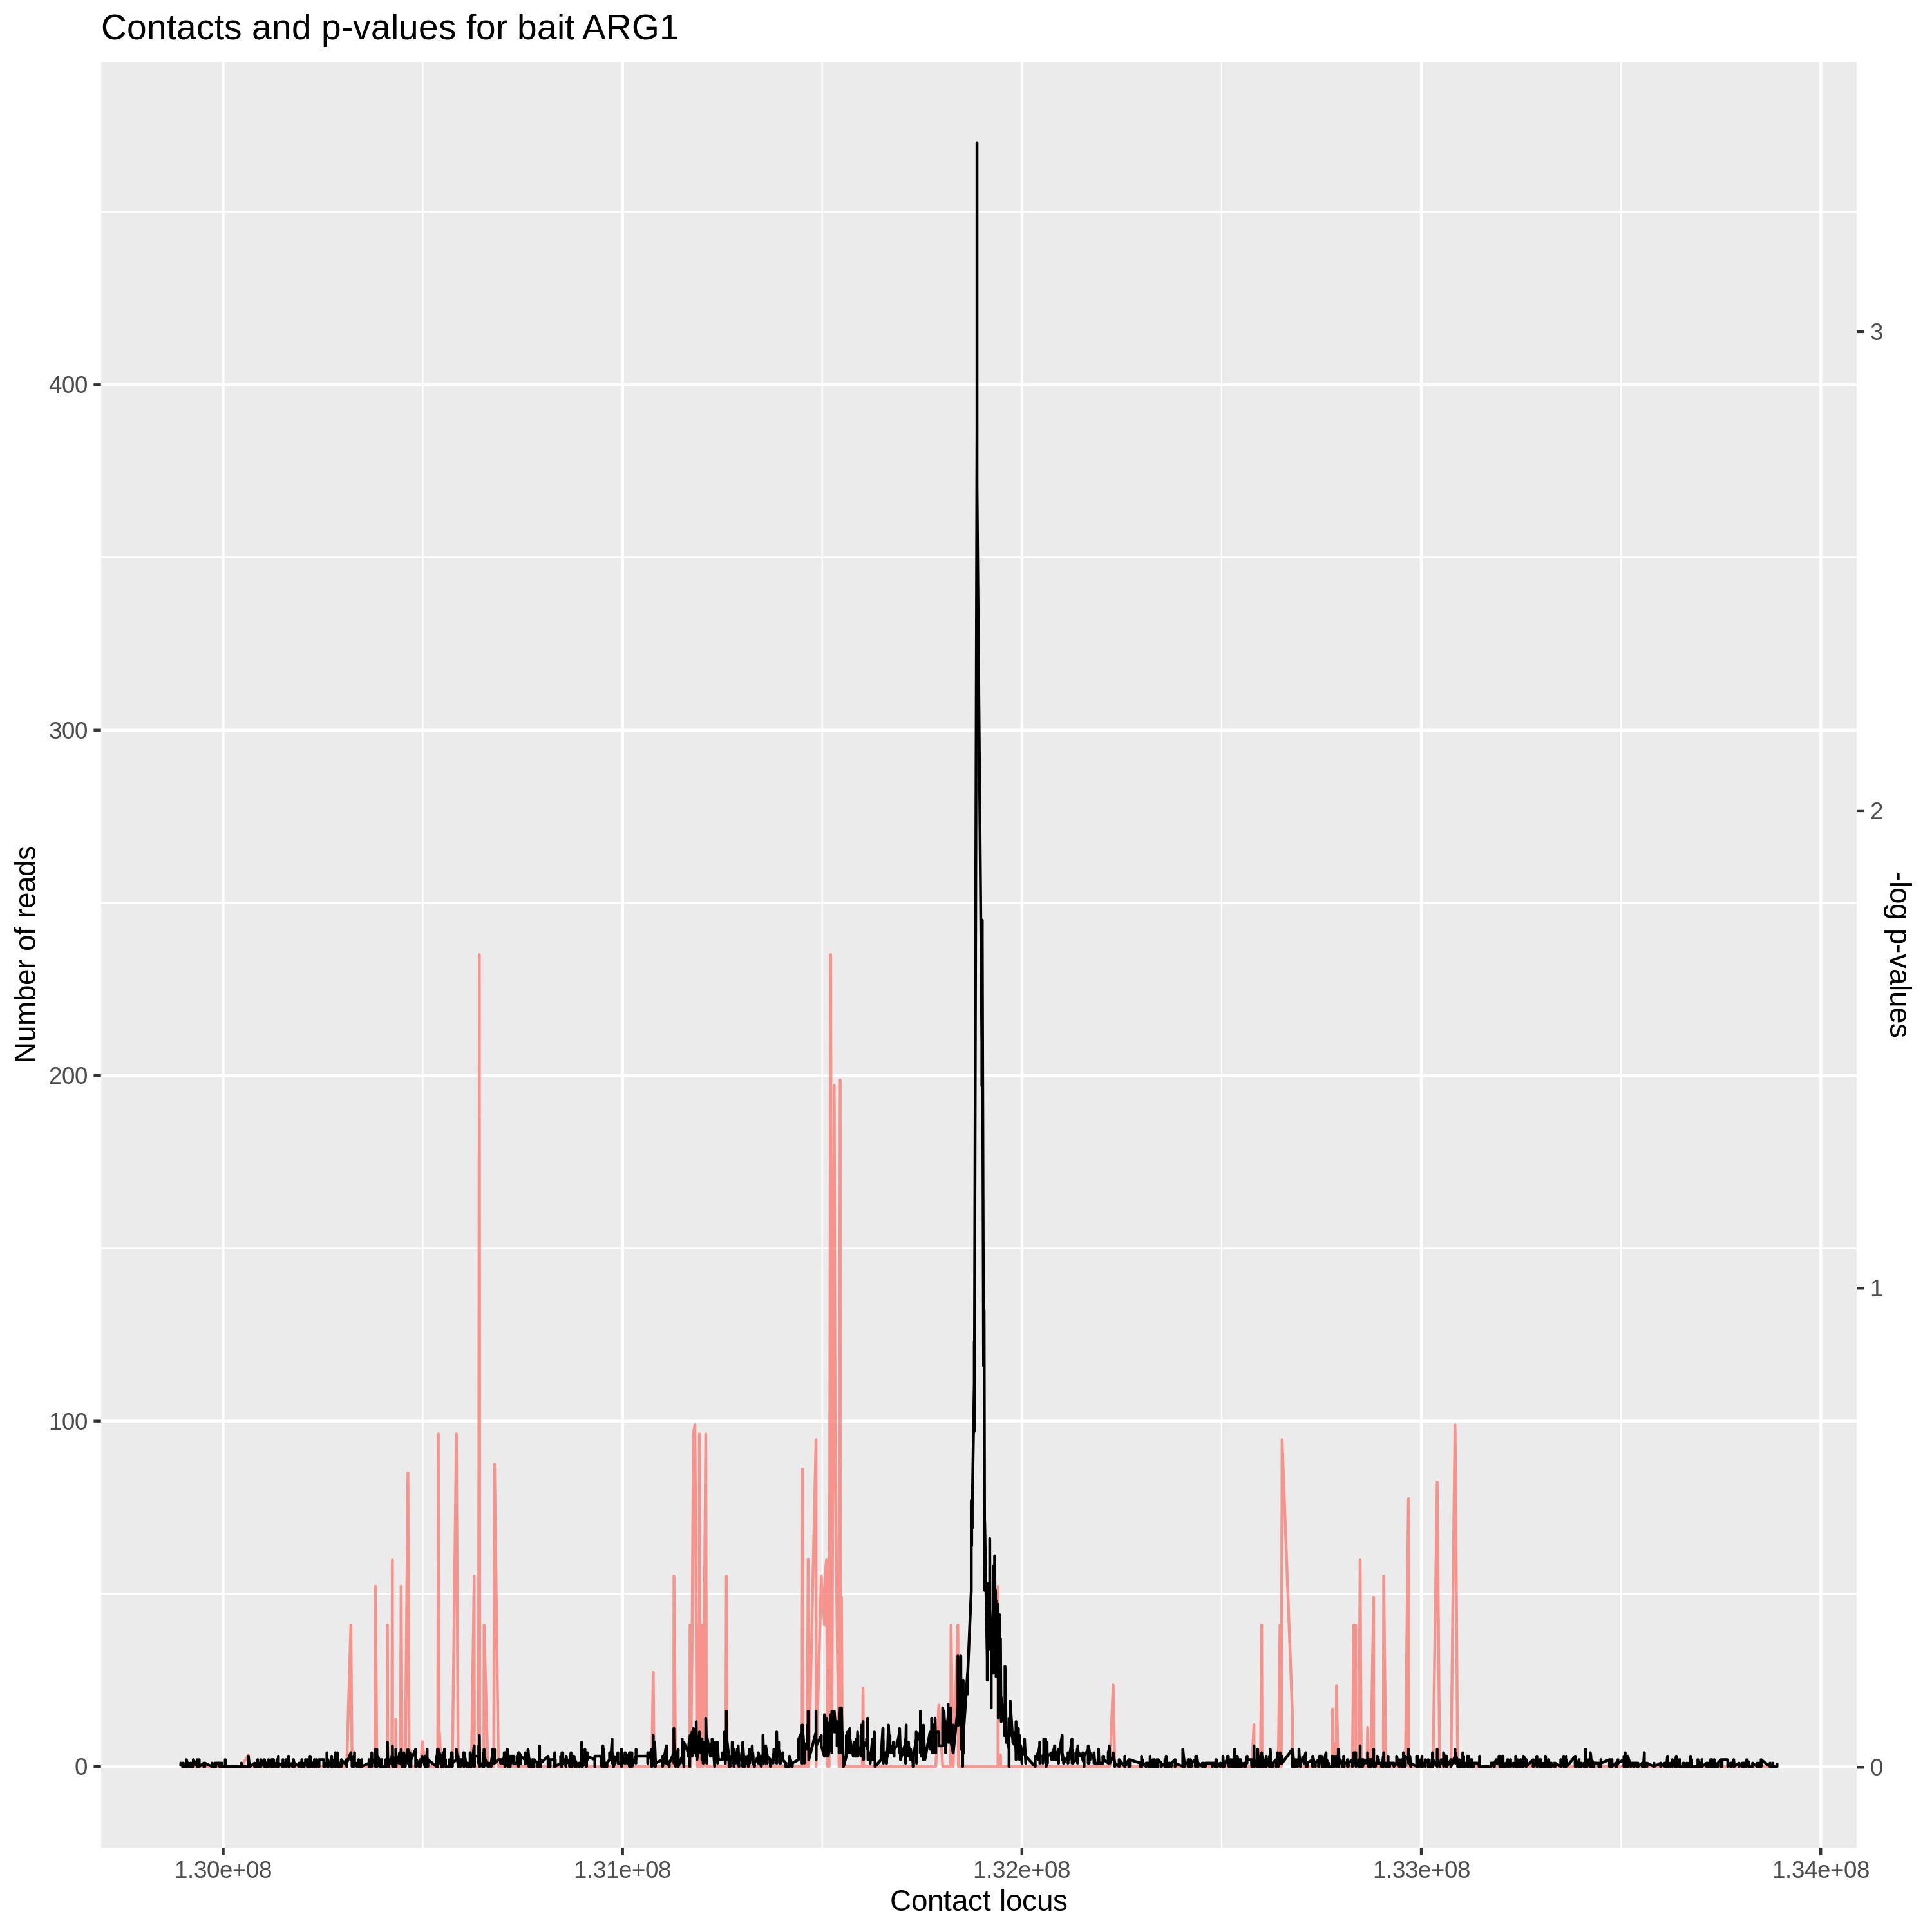 Contacts and p-values for bait ARG1
Number of reads
400
300
200
100
0
-log p-values
3
2
1
0
1.30e+08
1.31e+08
1.32e+08
1.33e+08
1.34e+08
Contact locus